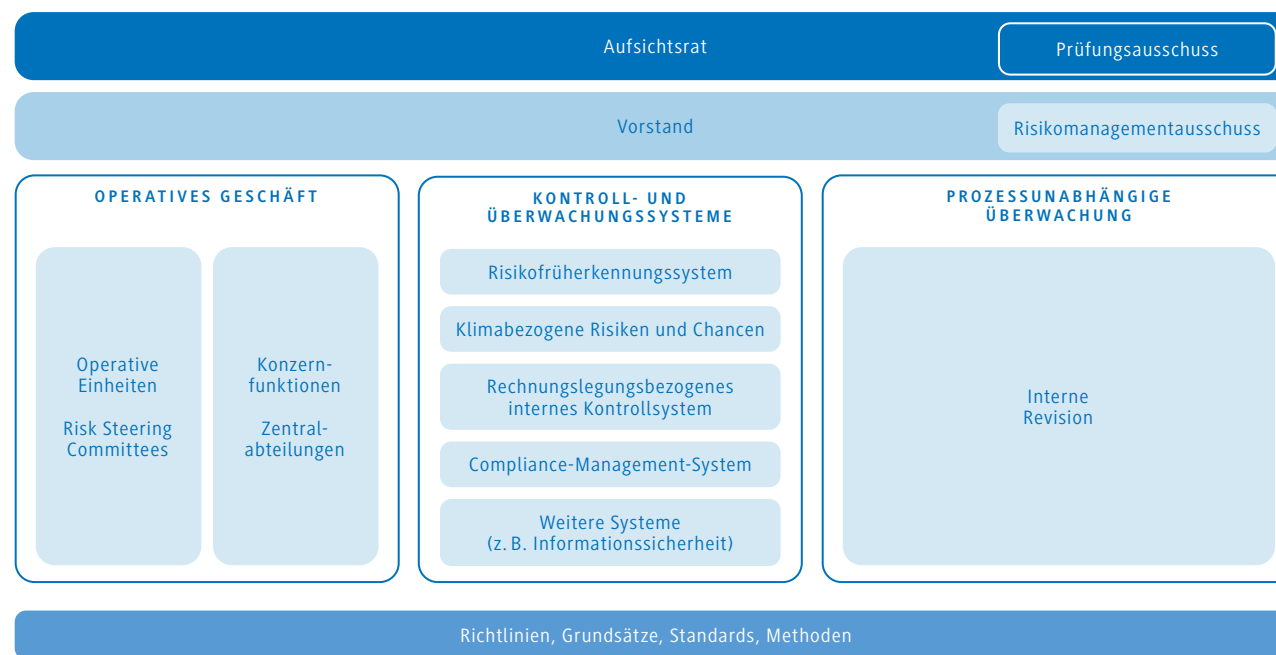 Aufsichtsrat
Prüfungsausschuss
Vorstand
Risikomanagementausschuss
OPERATIVES GESCHÄFT
Operative
Einheiten
Risk Steering
Committees
Konzern-
funktionen
Zentral-
abteilungen
KONTROLL- UND
ÜBERWACHUNGSSYSTEME
Risikofrüherkennungssystem
Klimabezogene Risiken und Chancen
Rechnungslegungsbezogenes
internes Kontrollsystem
Compliance-Management-System
Weitere Systeme
(z. B. Informationssicherheit)
PROZESSUNABHÄNGIGE
ÜBERWACHUNG
Interne
Revision
Richtlinien, Grundsätze, Standards, Methoden